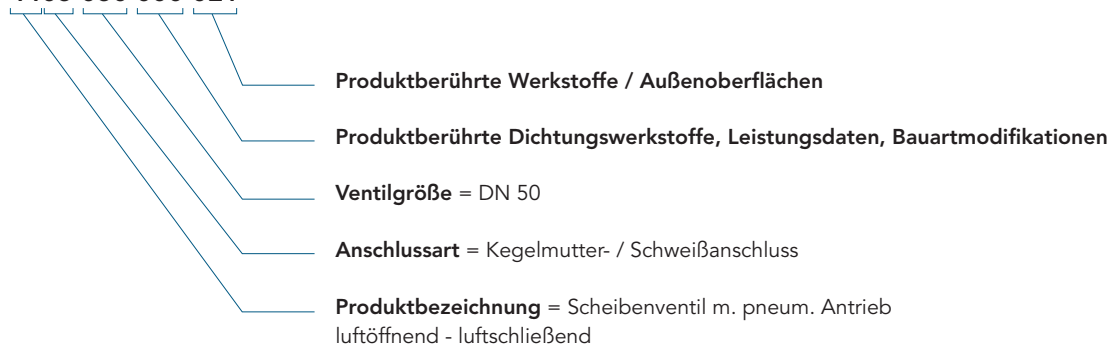 Produktberührte Werkstoffe / Außenoberflächen
Produktberührte Dichtungswerkstoffe, Leistungsdaten, Bauartmodifikationen
Ventilgröße = DN 50
Anschlussart = Kegelmutter- / Schweißanschluss
Produktbezeichnung = Scheibenventil m. pneum. Antrieb
luftöffnend - luftschließend